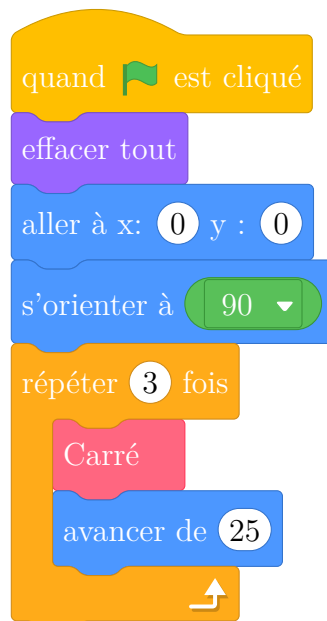 quand est cliqué
effacer tout
aller à x: 0 y : 0
s'orienter à 90
répéter 3 fois
Carré
avancer de 25